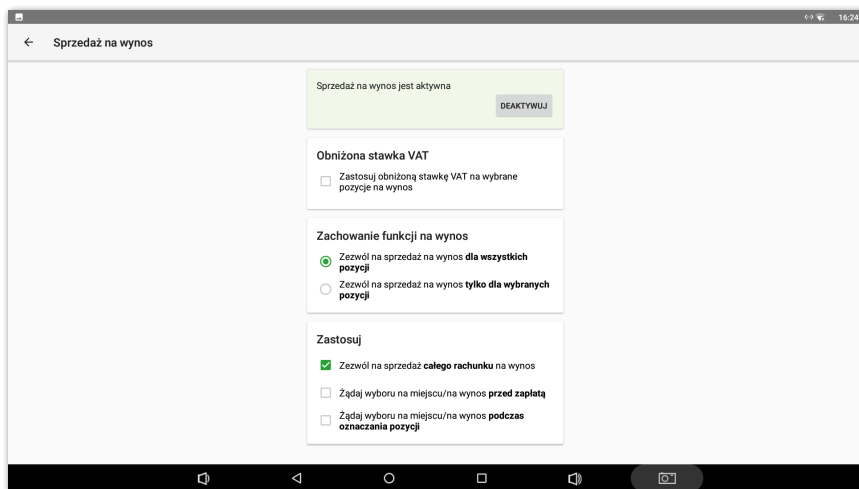 16:24
Sprzedaż na wynos
Sprzedaż na wynos jest aktywna
DEAKTYWUJ
Obniżona stawka VAT
Zastosuj obniżoną stawkę VAT na wybrane
pozycje na wynos
Zachowanie funkcji na wynos
Zezwól na sprzedaż na wynos dla wszystkich
pozycji
Zezwól na sprzedaż na wynos tylko dla wybranych
pozycji
Zastosuj
Zezwól na sprzedaż całego rachunku na wynos
Żądaj wyboru na miejscu/na wynos przed zapłatą
Żądaj wyboru na miejscu/na wynos podczas
oznaczania pozycji